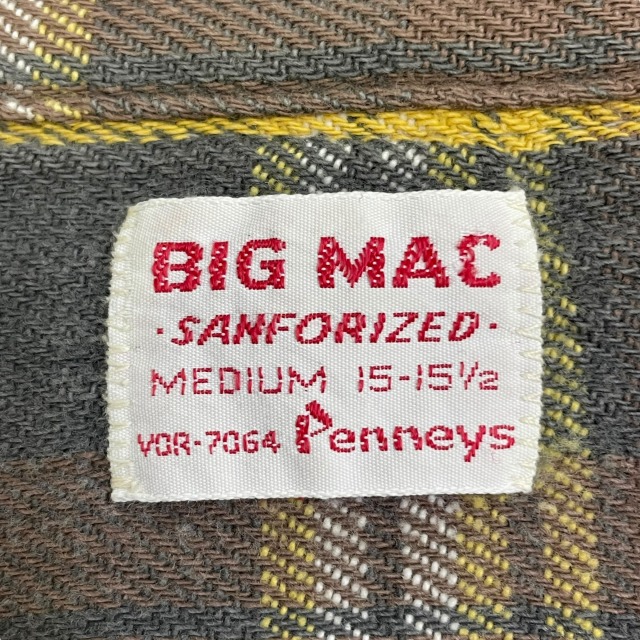 BIG MAC
·SANFORIZED·
MEDIUM 15-15½
VOR-7064 Penneys